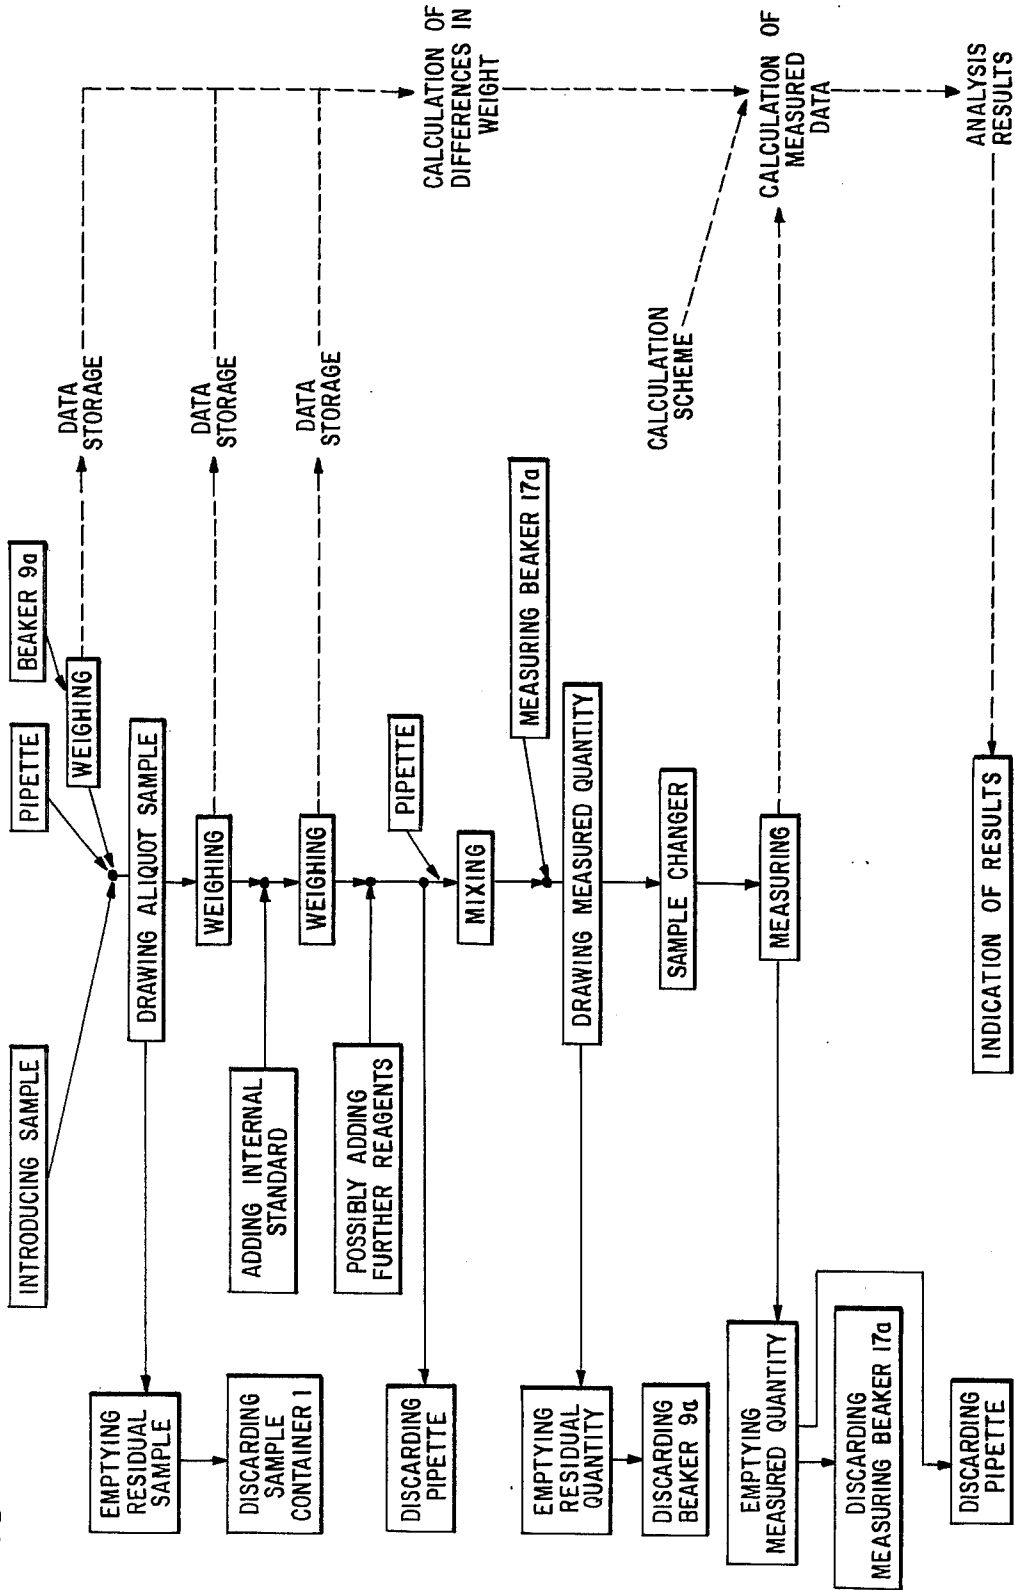 INTRODUCING SAMPLE
PIPETTE
BEAKER 9a
WEIGHING
DATA
STORAGE
DRAWING ALIQUOT SAMPLE
EMPTYING
RESIDUAL
SAMPLE
DISCARDING
SAMPLE
CONTAINER 1
WEIGHING
DATA
STORAGE
ADDING INTERNAL
STANDARD
WEIGHING
DATA
STORAGE
CALCULATION OF
DIFFERENCES IN
WEIGHT
POSSIBLY ADDING
FURTHER REAGENTS
DISCARDING
PIPETTE
PIPETTE
MIXING
MEASURING BEAKER 17a
DRAWING MEASURED QUANTITY
EMPTYING
RESIDUAL
QUANTITY
DISCARDING
BEAKER 9a
SAMPLE CHANGER
CALCULATION
SCHEME
MEASURING
CALCULATION OF
MEASURED
DATA
EMPTYING
MEASURED QUANTITY
DISCARDING
MEASURING BEAKER 17a
DISCARDING
PIPETTE
ANALYSIS
RESULTS
INDICATION OF RESULTS